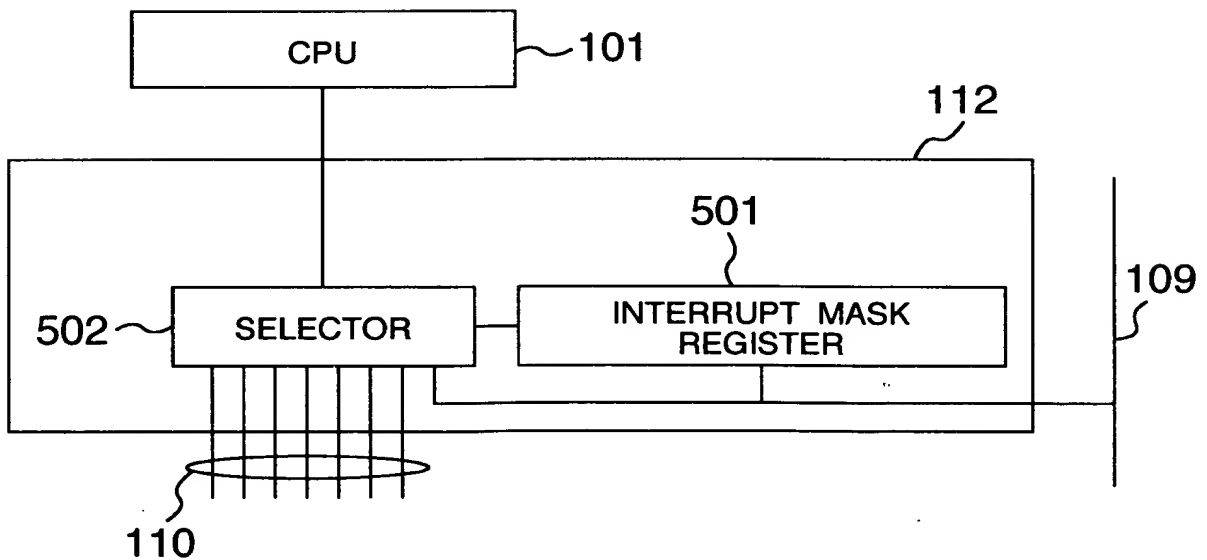 CPU
101
112
501
109
502
SELECTOR
INTERRUPT MASK
REGISTER
110